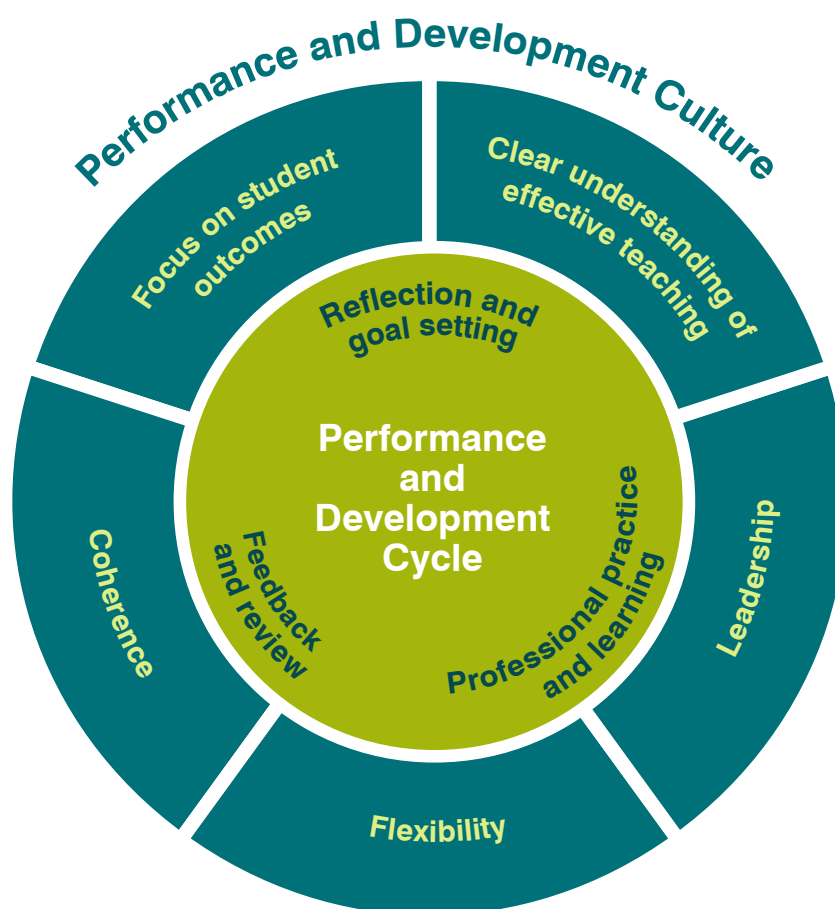 Performance and Development Culture
Focus on student
outcomes
Clear understanding of
effective teaching
Reflection and
goal setting
Performance
and
Development
Cycle
Professional practice
and learning
Feedback
and review
Coherence
Leadership
Flexibility